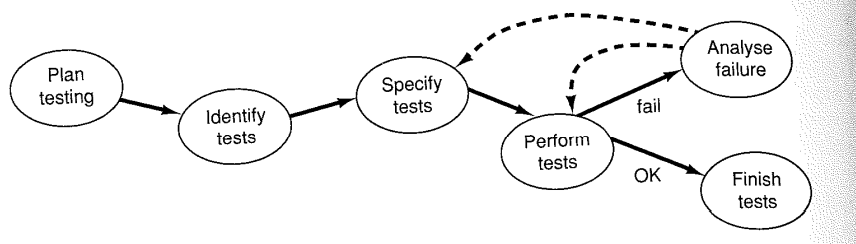 Plan
testing
Identify
tests
Specify
tests
Perform
tests
Analyse
failure
fail
OK
Finish
tests